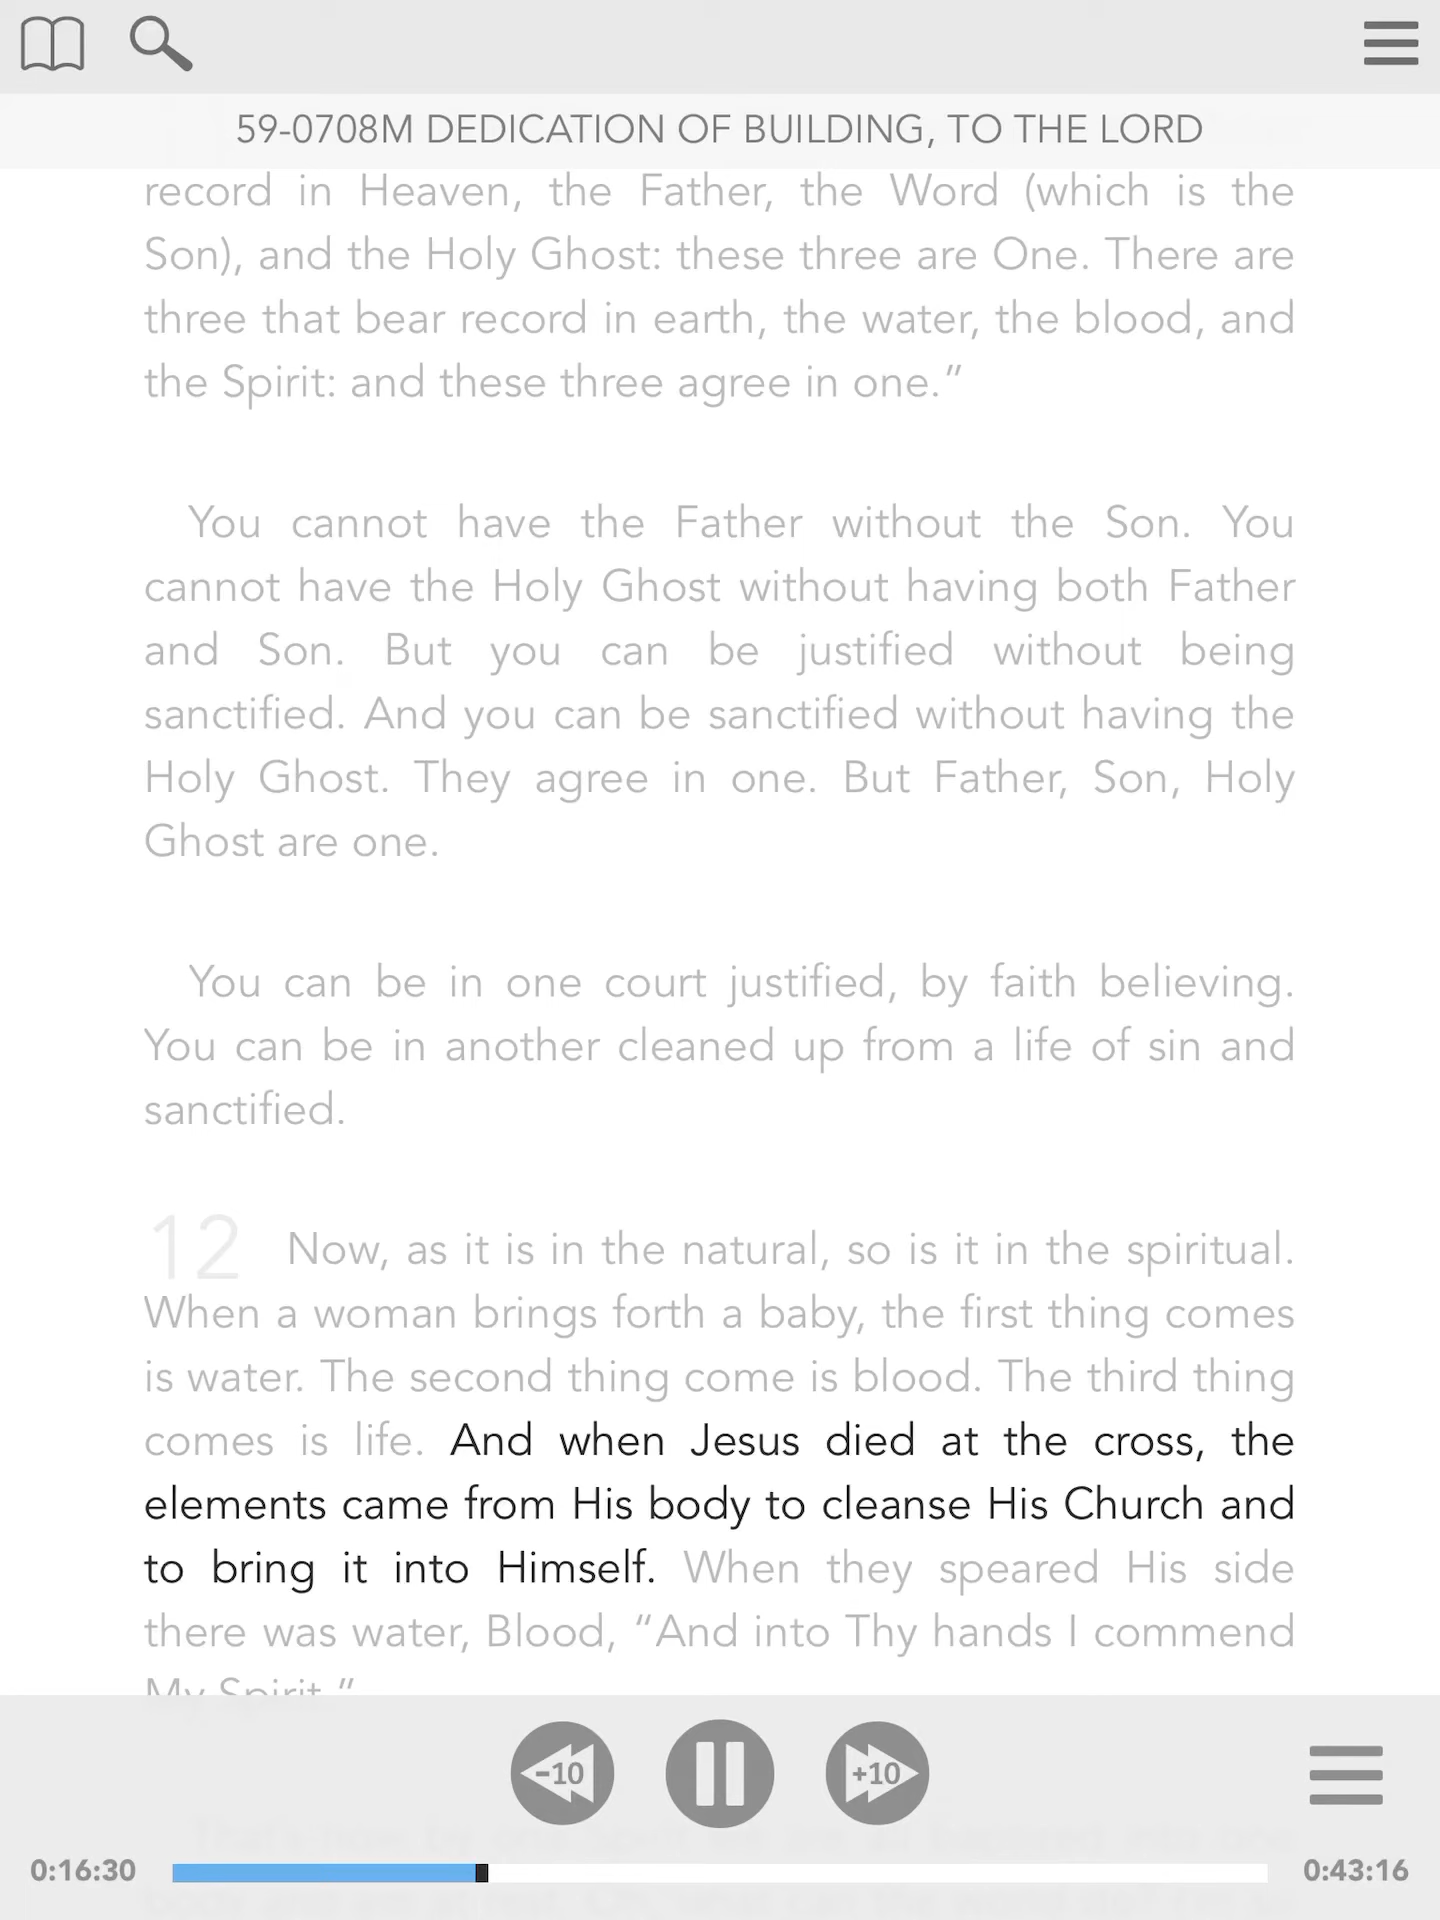 59-0708M DEDICATION OF BUILDING, TO THE LORD
record in Heaven, the Father, the Word (which is the
Son), and the Holy Ghost: these three are One. There are
three that bear record in earth, the water, the blood, and
the Spirit: and these three agree in one.”
You cannot have the Father without the Son. You
cannot have the Holy Ghost without having both Father
and Son. But you can be justified without being
sanctified. And you can be sanctified without having the
Holy Ghost. They agree in one. But Father, Son, Holy
Ghost are one.
You can be in one court justified, by faith believing.
You can be in another cleaned up from a life of sin and
sanctified.
12 Now, as it is in the natural, so is it in the spiritual.
When a woman brings forth a baby, the first thing comes
is water. The second thing come is blood. The third thing
comes is life. And when Jesus died at the cross, the
elements came from His body to cleanse His Church and
to bring it into Himself. When they speared His side
there was water, Blood, “And into Thy hands I commend
My Spirit.”
-10 +10
0:16:30 0:43:16